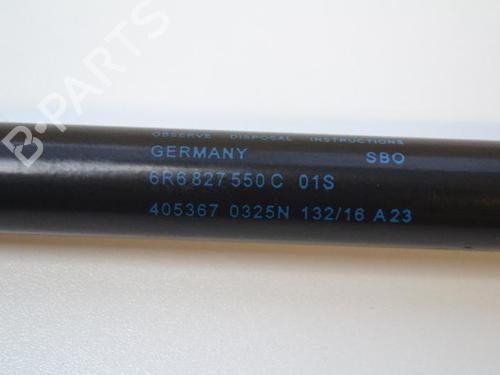 B-PARTS
OBSERVE DISPOSAL INSTRUCTIONS
GERMANY SBO
6R6 827 550 C 01S
405367 0325N 132/16 A23